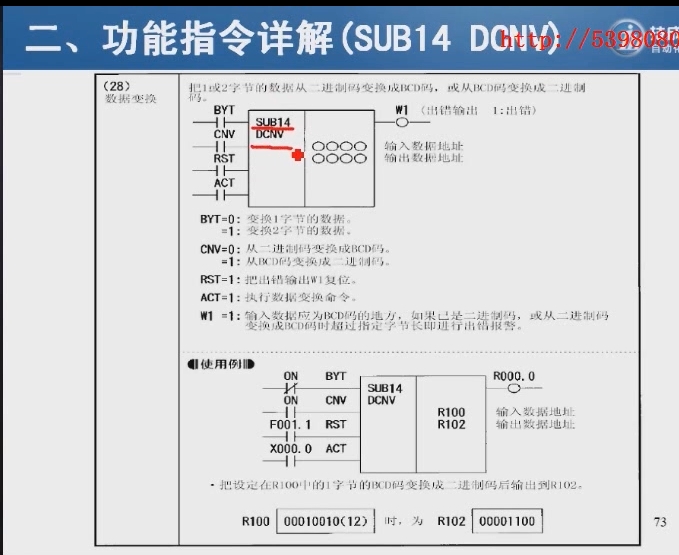 二、功能指令详解(SUB14 DCNV)
http://5398080
自动化
(28)
数据变换
把1或2字节的数据从二进制码变换成BCD码，或从BCD码变换成二进制
码。
BYT
CNV
RST
ACT
SUB14
DCNV
W1 (出错输出 1:出错)
○○○○ 输入数据地址
○○○○ 输出数据地址
BYT=0: 变换1字节的数据。
=1: 变换2字节的数据。
CNV=0: 从二进制码变换成BCD码。
=1: 从BCD码变换成二进制码。
RST=1: 把出错输出W1复位。
ACT=1: 执行数据变换命令。
W1 =1: 输入数据应为BCD码的地方，如果已是二进制码，或从二进制码
变换成BCD码时超过指定字节长即进行出错报警。
使用例
ON BYT
ON CNV
F001.1 RST
X000.0 ACT
SUB14
DCNV
R000.0
R100 输入数据地址
R102 输出数据地址
·把设定在R100中的1字节的BCD码变换成二进制码后输出到R102。
R100 00010010(12) 时，为 R102 00001100
73